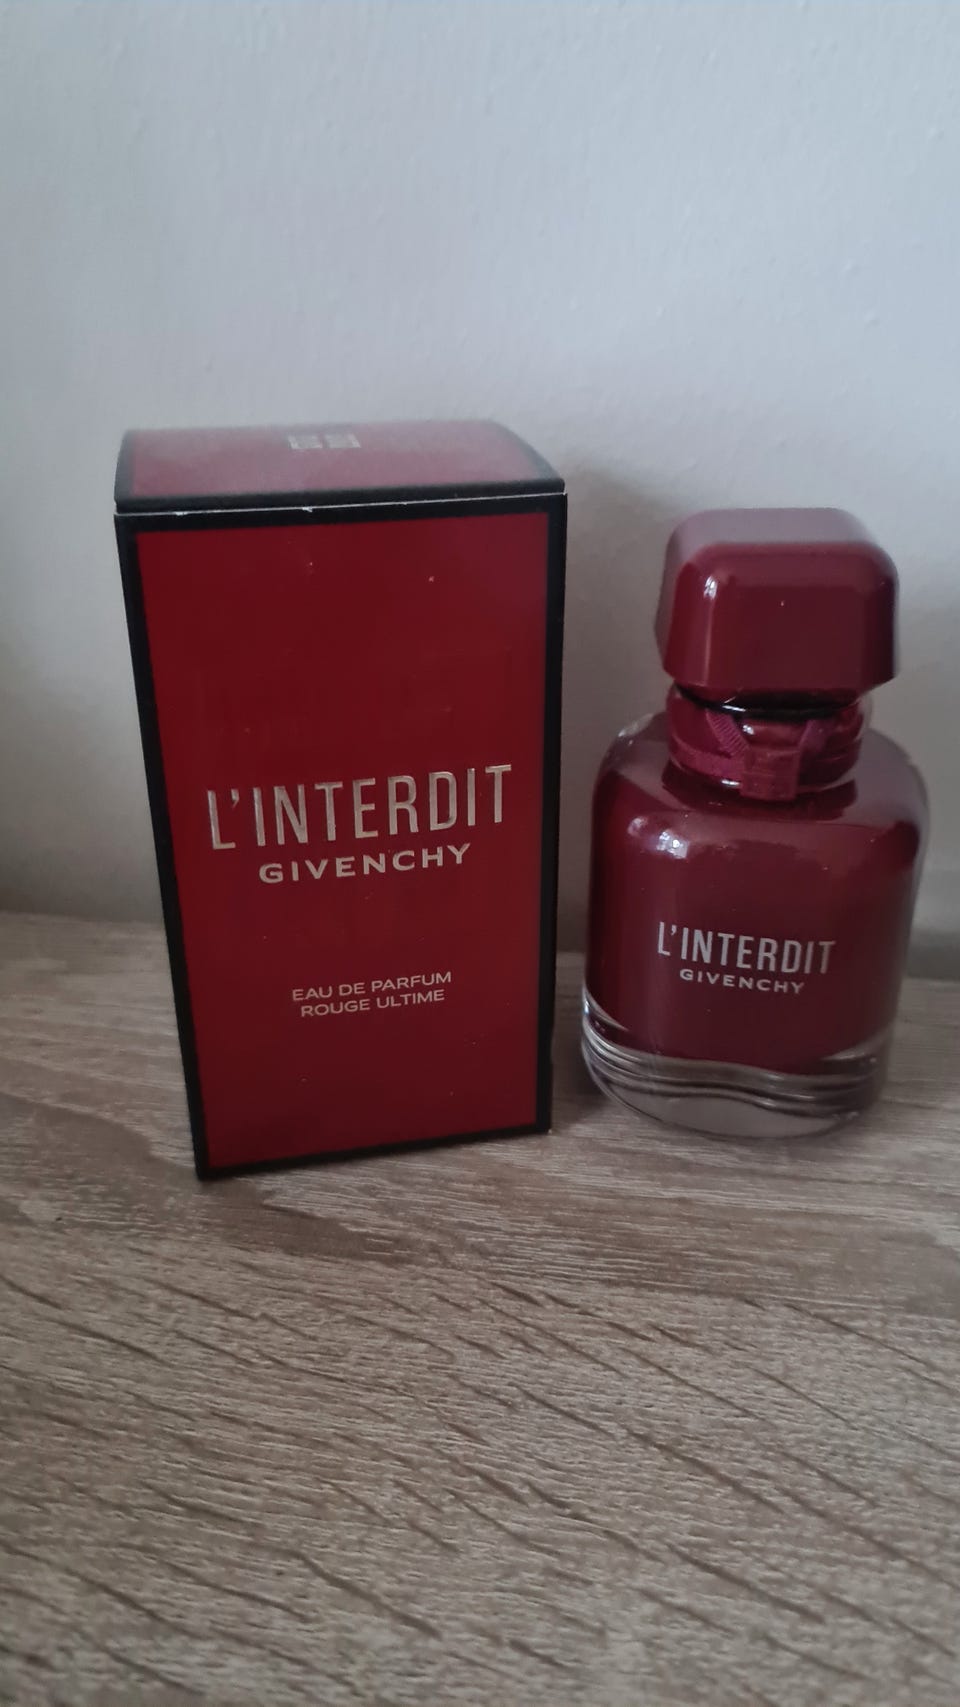 L'INTERDIT
GIVENCHY
EAU DE PARFUM
ROUGE ULTIME
L'INTERDIT
GIVENCHY